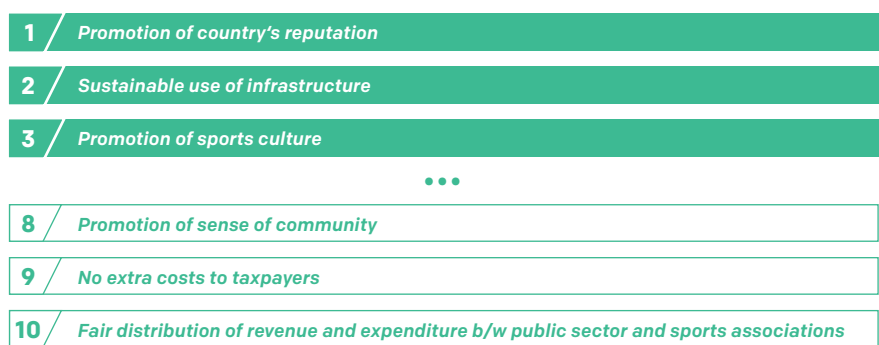 1 Promotion of country's reputation
2 Sustainable use of infrastructure
3 Promotion of sports culture
•••
8 Promotion of sense of community
9 No extra costs to taxpayers
10 Fair distribution of revenue and expenditure b/w public sector and sports associations